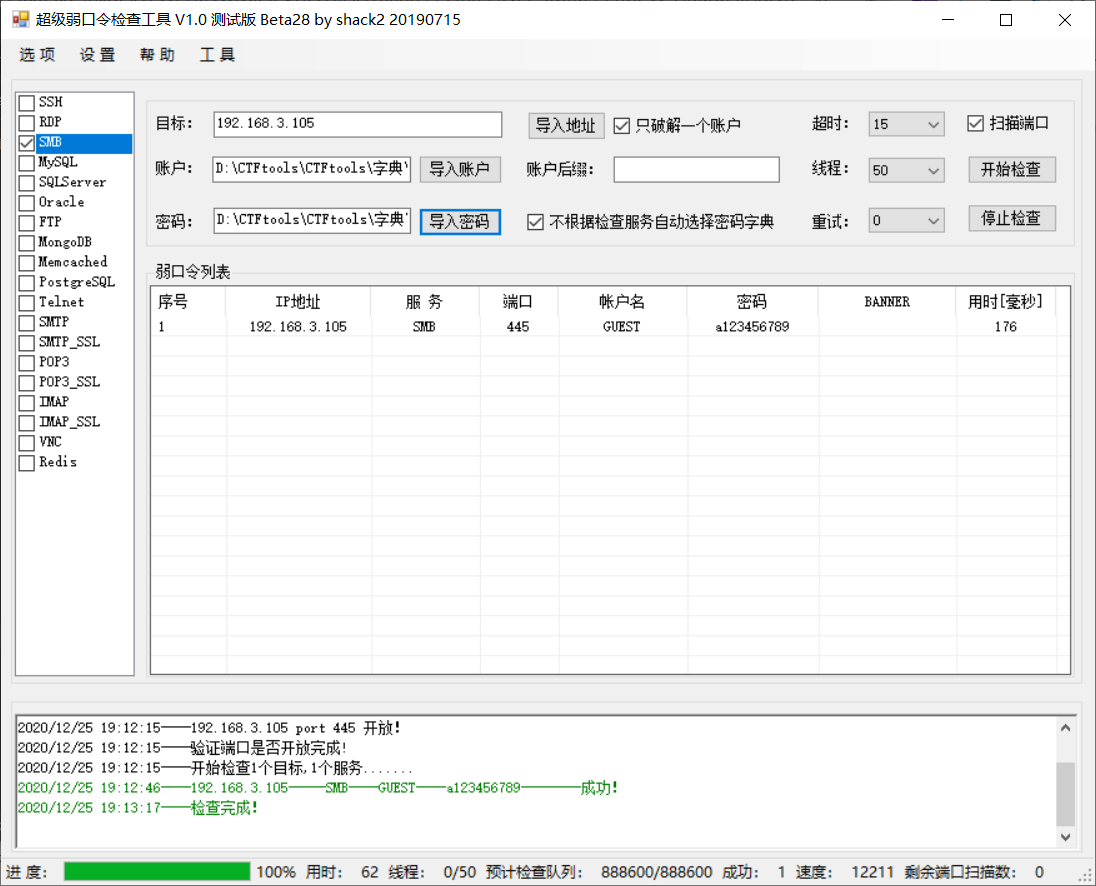 超级弱口令检查工具 V1.0 测试版 Beta28 by shack2 20190715
选项 设置 帮助 工具
SSH
RDP
SMB
MySQL
SQLServer
Oracle
FTP
MongoDB
Memcached
PostgreSQL
Telnet
SMTP
SMTP_SSL
POP3
POP3_SSL
IMAP
IMAP_SSL
VNC
Redis
目标: 192.168.3.105 导入地址 只破解一个账户 超时: 15 扫描端口
账户: D:\CTFtools\CTFtools\字典\ 导入账户 账户后缀: 线程: 50 开始检查
密码: D:\CTFtools\CTFtools\字典 导入密码 不根据检查服务自动选择密码字典 重试: 0 停止检查
弱口令列表
序号 IP地址 服 务 端口 帐户名 密码 BANNER 用时[毫秒]
1 192.168.3.105 SMB 445 GUEST a123456789 176
2020/12/25 19:12:15——192.168.3.105 port 445 开放!
2020/12/25 19:12:15——验证端口是否开放完成!
2020/12/25 19:12:15——开始检查1个目标,1个服务.......
2020/12/25 19:12:46——192.168.3.105———SMB——GUEST——a123456789————成功!
2020/12/25 19:13:17——检查完成!
进 度: 100% 用时: 62 线程: 0/50 预计检查队列: 888600/888600 成功: 1 速度: 12211 剩余端口扫描数: 0